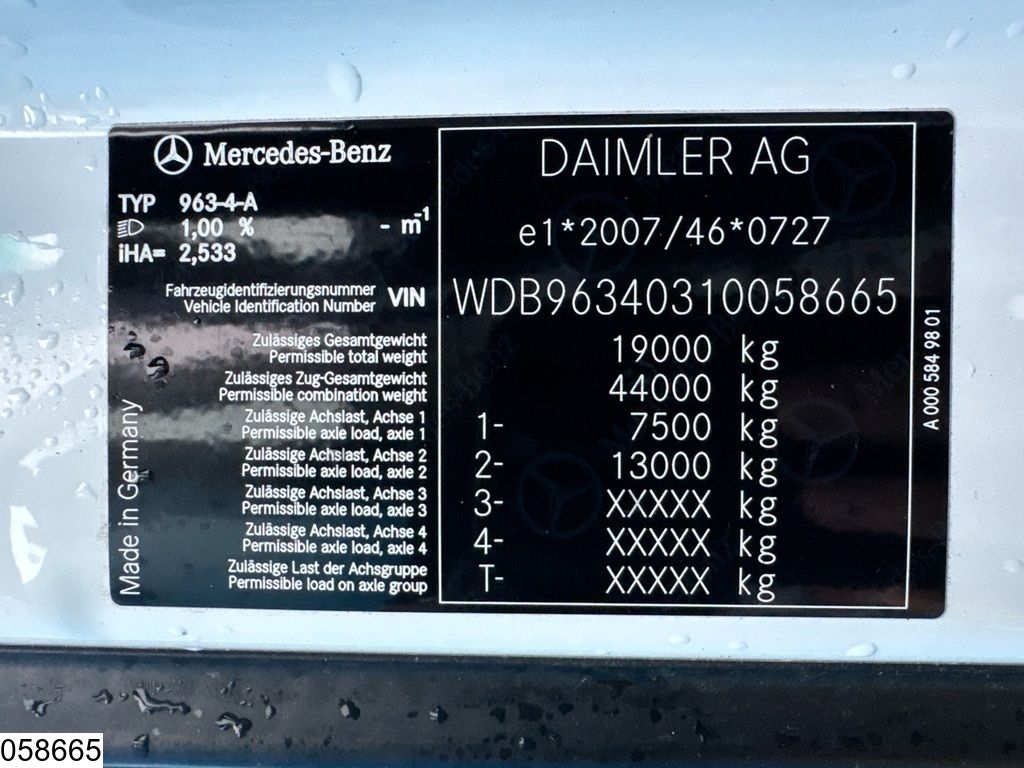 Mercedes-Benz
TYP 963-4-A
1,00 % - m-1
iHA= 2,533
Fahrzeugidentifizierungsnummer
Vehicle Identification Number VIN
Zulässiges Gesamtgewicht
Permissible total weight
Zulässiges Zug-Gesamtgewicht
Permissible combination weight
Zulässige Achslast, Achse 1
Permissible axle load, axle 1
Zulässige Achslast, Achse 2
Permissible axle load, axle 2
Zulässige Achslast, Achse 3
Permissible axle load, axle 3
Zulässige Achslast, Achse 4
Permissible axle load, axle 4
Zulässige Last der Achsgruppe
Permissible load on axle group
Made in Germany
DAIMLER AG
e1*2007/46*0727
WDB96340310058665
19000 kg
44000 kg
1- 7500 kg
2- 13000 kg
3- XXXXX kg
4- XXXXX kg
T- XXXXX kg
A 000 584 98 01
058665